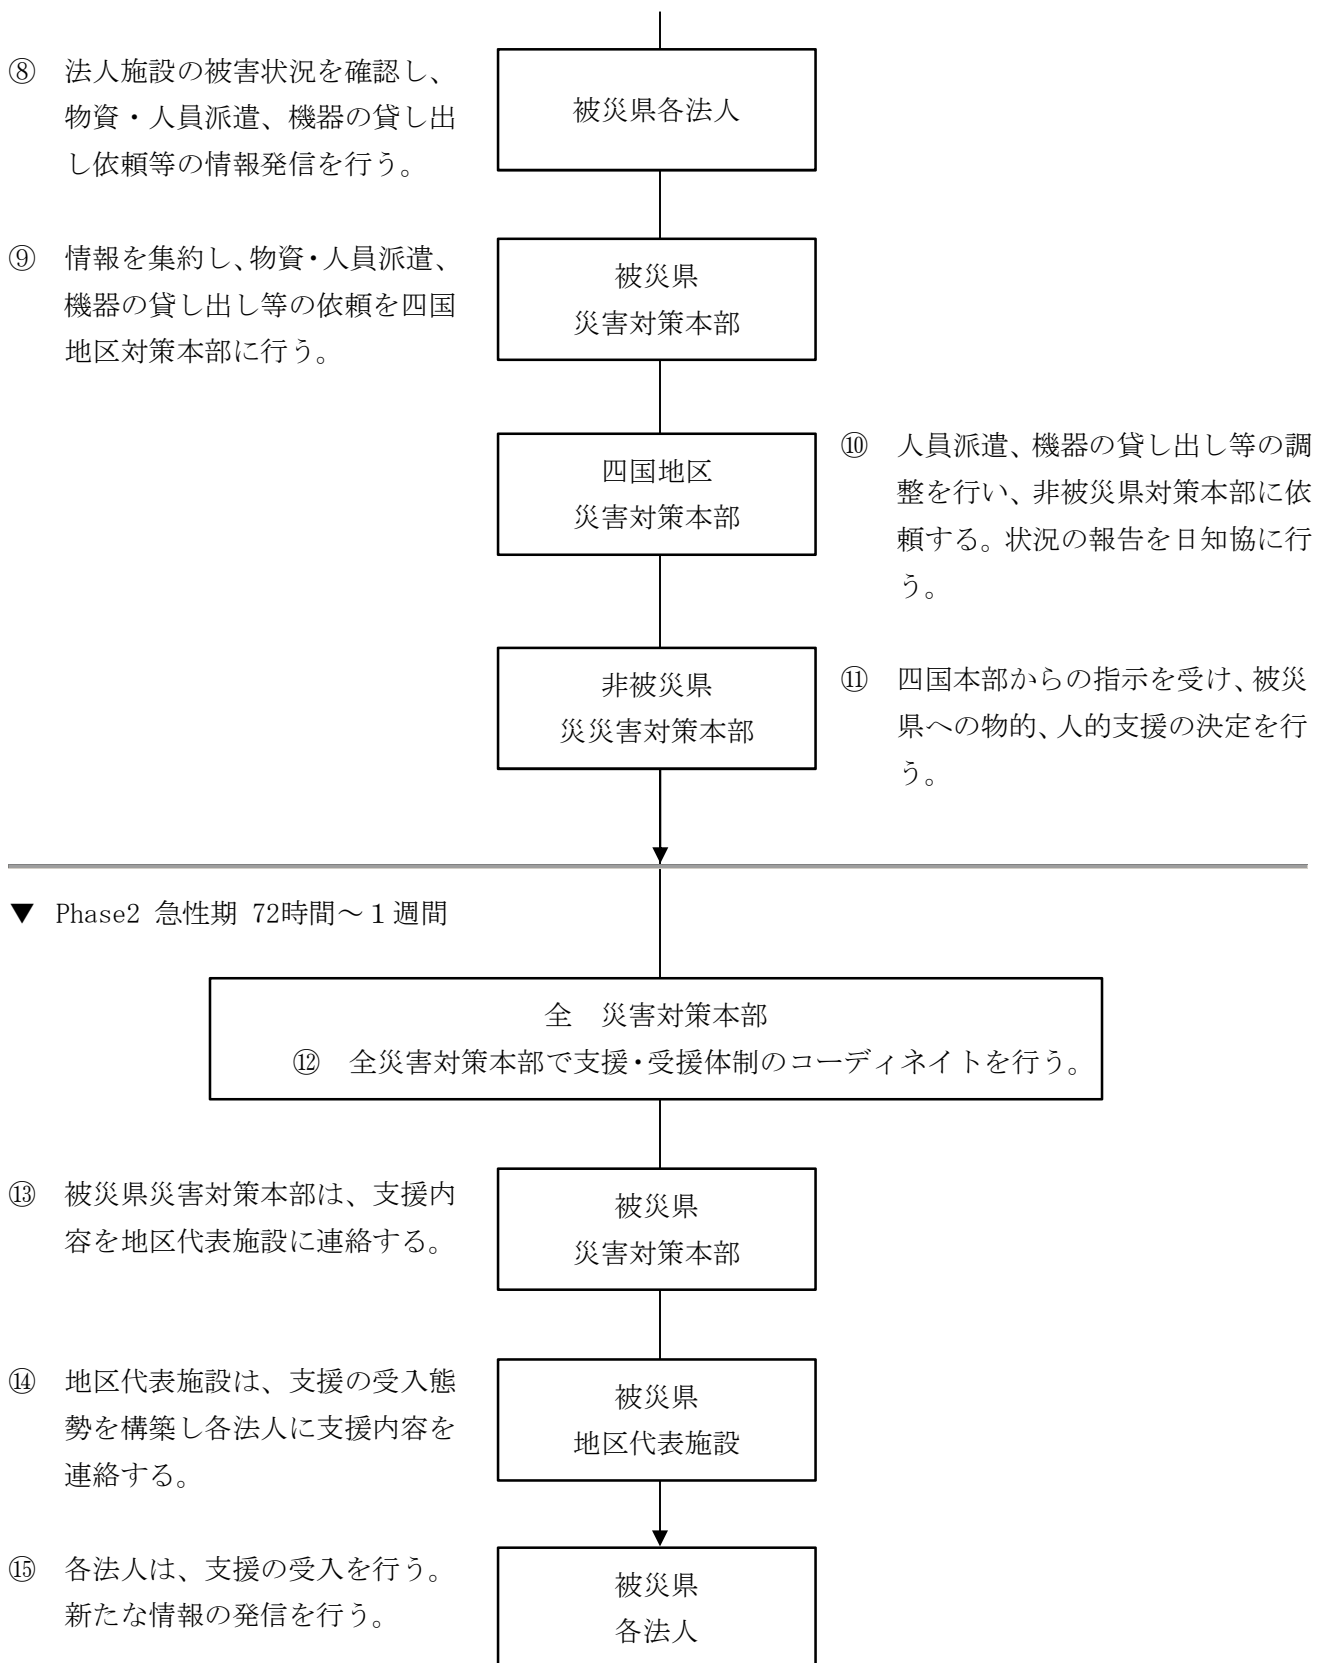 ⑧ 法人施設の被害状況を確認し、
物資・人員派遣、機器の貸し出
し依頼等の情報発信を行う。
被災県各法人
⑨ 情報を集約し、物資・人員派遣、
機器の貸し出し等の依頼を四国
地区対策本部に行う。
被災県
災害対策本部
四国地区
災害対策本部
⑩ 人員派遣、機器の貸し出し等の調
整を行い、非被災県対策本部に依
頼する。状況の報告を日知協に行
う。
非被災県
災災害対策本部
⑪ 四国本部からの指示を受け、被災
県への物的、人的支援の決定を行
う。
▼ Phase2 急性期 72時間～１週間
全 災害対策本部
⑫ 全災害対策本部で支援・受援体制のコーディネイトを行う。
⑬ 被災県災害対策本部は、支援内
容を地区代表施設に連絡する。
被災県
災害対策本部
⑭ 地区代表施設は、支援の受入態
勢を構築し各法人に支援内容を
連絡する。
被災県
地区代表施設
⑮ 各法人は、支援の受入を行う。
新たな情報の発信を行う。
被災県
各法人